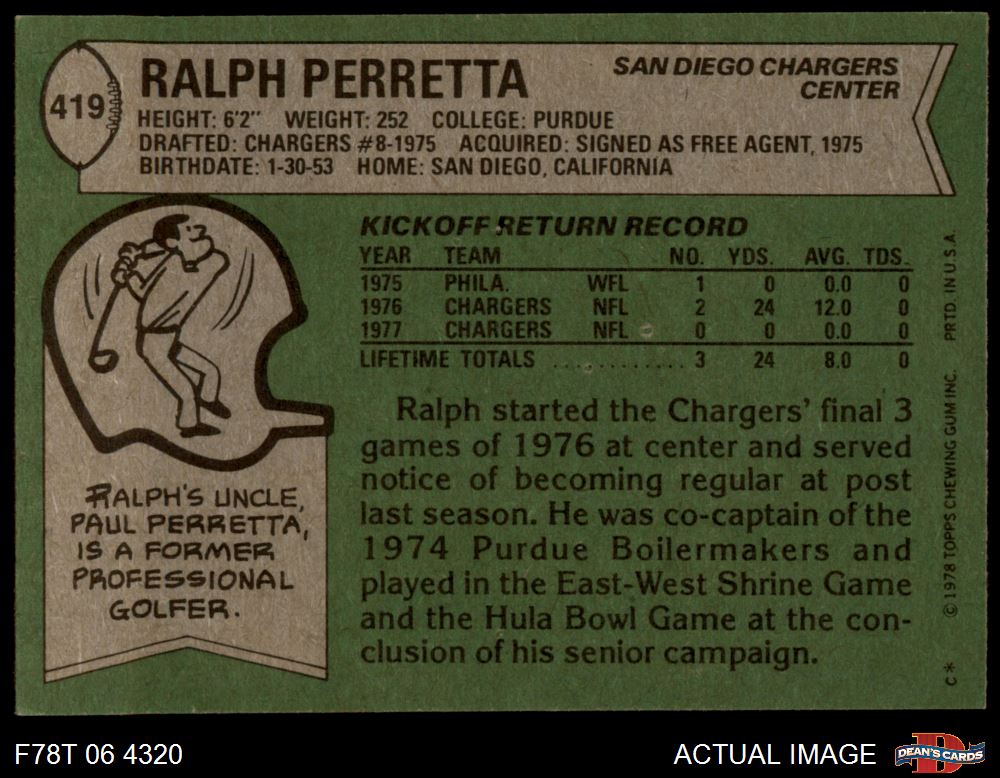 419
RALPH PERRETTA
SAN DIEGO CHARGERS
CENTER
HEIGHT: 6'2" WEIGHT: 252 COLLEGE: PURDUE
DRAFTED: CHARGERS #8-1975 ACQUIRED: SIGNED AS FREE AGENT, 1975
BIRTHDATE: 1-30-53 HOME: SAN DIEGO, CALIFORNIA
KICKOFF RETURN RECORD
YEAR TEAM NO. YDS. AVG. TDS.
1975 PHILA. WFL 1 0 0.0 0
1976 CHARGERS NFL 2 24 12.0 0
1977 CHARGERS NFL 0 0 0.0 0
LIFETIME TOTALS ............ 3 24 8.0 0
Ralph started the Chargers' final 3
games of 1976 at center and served
notice of becoming regular at post
last season. He was co-captain of the
1974 Purdue Boilermakers and
played in the East-West Shrine Game
and the Hula Bowl Game at the con-
clusion of his senior campaign.
RALPH'S UNCLE,
PAUL PERRETTA,
IS A FORMER
PROFESSIONAL
GOLFER.
C* © 1978 TOPPS CHEWING GUM INC. PRTD. IN U.S.A.
F78T 06 4320
ACTUAL IMAGE
D
DEAN'S CARDS